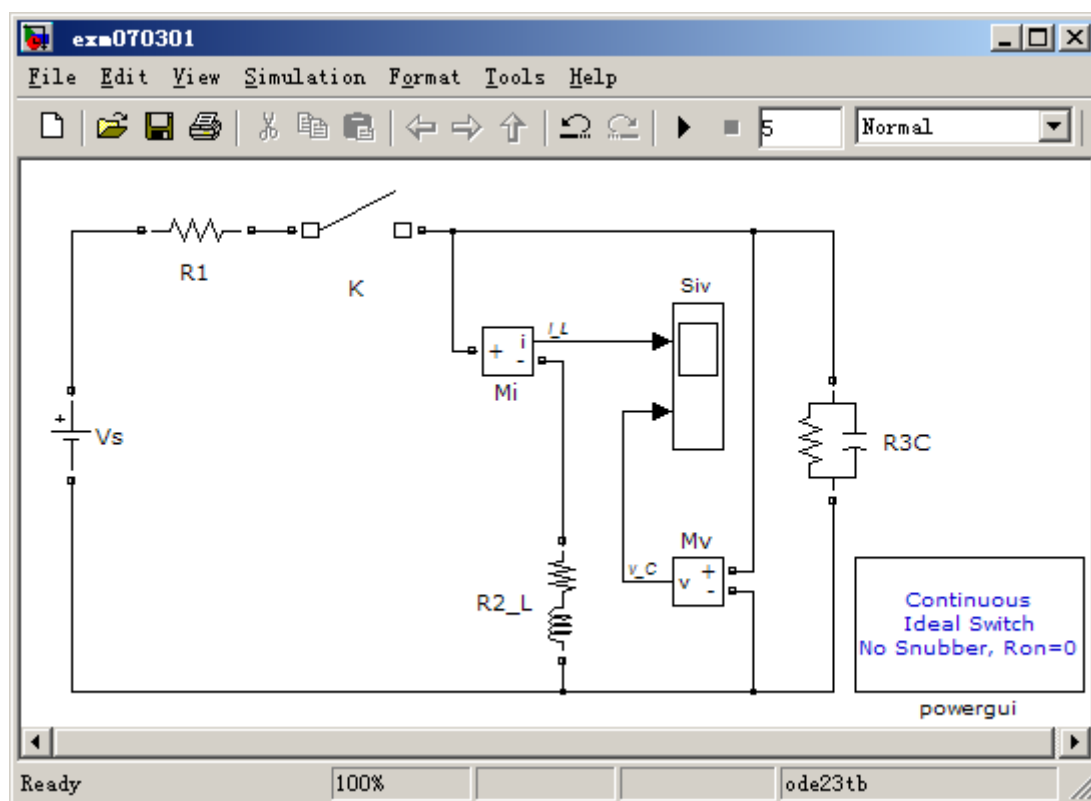 exm070301
File Edit View Simulation Format Tools Help
5 Normal
R1
K
Siv
+ i -
I_L
Mi
+
Vs
R3C
Mv
v_C
v + -
R2_L
Continuous
Ideal Switch
No Snubber, Ron=0
powergui
Ready 100% ode23tb